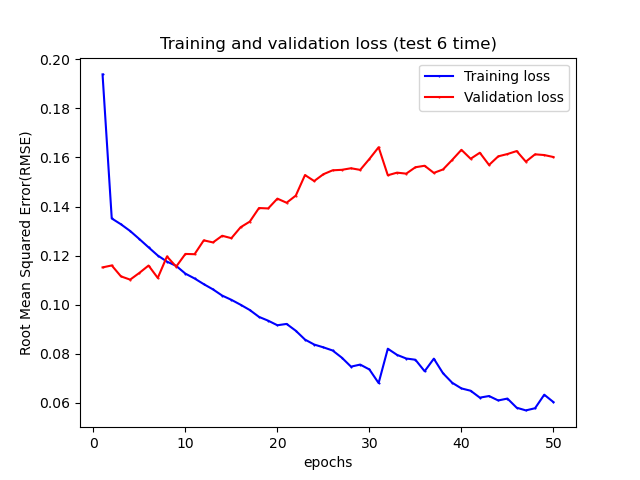 Training and validation loss (test 6 time)
Training loss
Validation loss
Root Mean Squared Error(RMSE)
0.20
0.18
0.16
0.14
0.12
0.10
0.08
0.06
0
10
20
30
40
50
epochs